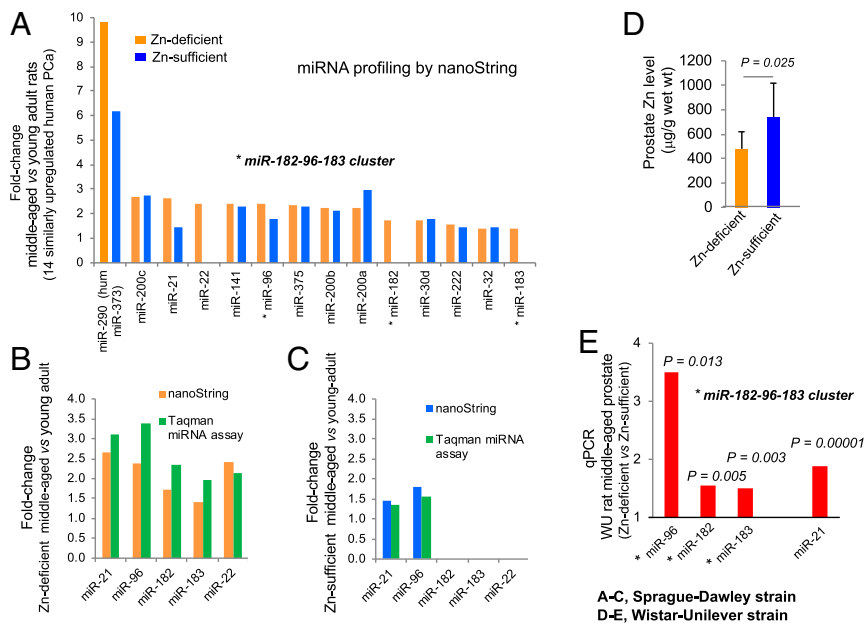 A
Fold-change
middle-aged vs young adult rats
(14 similarly upregulated human PCa)
10
9
8
7
6
5
4
3
2
1
0
Zn-deficient
Zn-sufficient
miRNA profiling by nanoString
* miR-182-96-183 cluster
miR-290 (hum
miR-373)
miR-200c
miR-21
miR-22
miR-141
* miR-96
miR-375
miR-200b
miR-200a
* miR-182
miR-30d
miR-222
miR-32
* miR-183
B
Fold-change
Zn-deficient middle-aged vs young adult
4.0
3.5
3.0
2.5
2.0
1.5
1.0
0.5
0.0
nanoString
Taqman
miRNA assay
miR-21
miR-96
miR-182
miR-183
miR-22
C
Fold-change
Zn-sufficient middle-aged vs young-adult
4.0
3.5
3.0
2.5
2.0
1.5
1.0
0.5
0.0
nanoString
Taqman miRNA
assay
miR-21
miR-96
miR-182
miR-183
miR-22
D
Prostate Zn level
(µg/g wet wt)
1200
1000
800
600
400
200
0
P = 0.025
Zn-deficient
Zn-sufficient
E
qPCR
WU rat middle-aged prostate
(Zn-deficient vs Zn-sufficient)
4
3
2
1
P = 0.013
* miR-182-96-183 cluster
P = 0.005
P = 0.003
P = 0.00001
* miR-96
* miR-182
* miR-183
miR-21
A-C, Sprague-Dawley strain
D-E, Wistar-Unilever strain